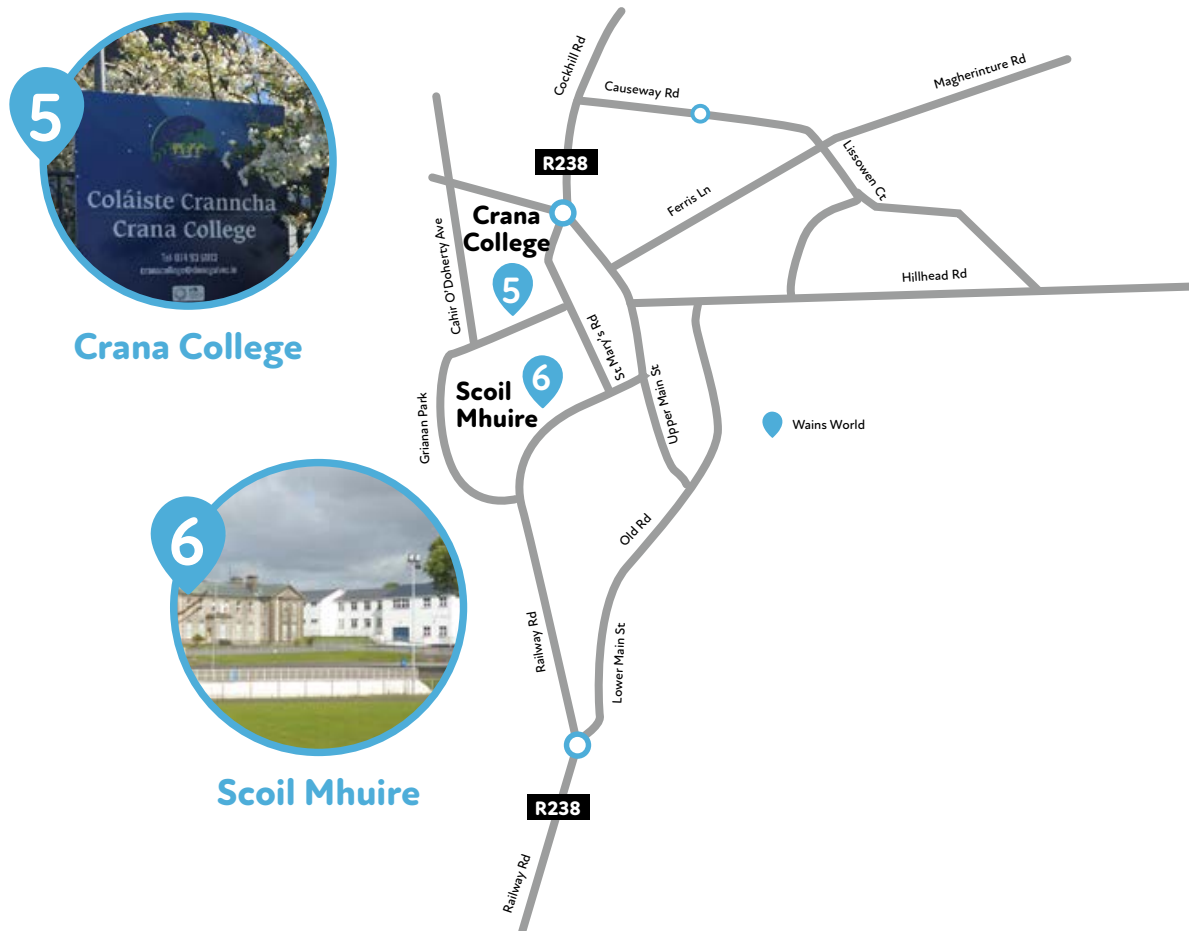 5
Coláiste Cranncha
Crana College
Crana College
6
Scoil Mhuire
Cockhill Rd
Causeway Rd
Magherinture Rd
R238
Lissowen Ct
Ferris Ln
Crana
College
5
Cahir O'Doherty Ave
Hillhead Rd
St Mary's Rd
Scoil
Mhuire
6
Upper Main St
Grianan Park
Wains World
Old Rd
Railway Rd
Lower Main St
R238
Railway Rd